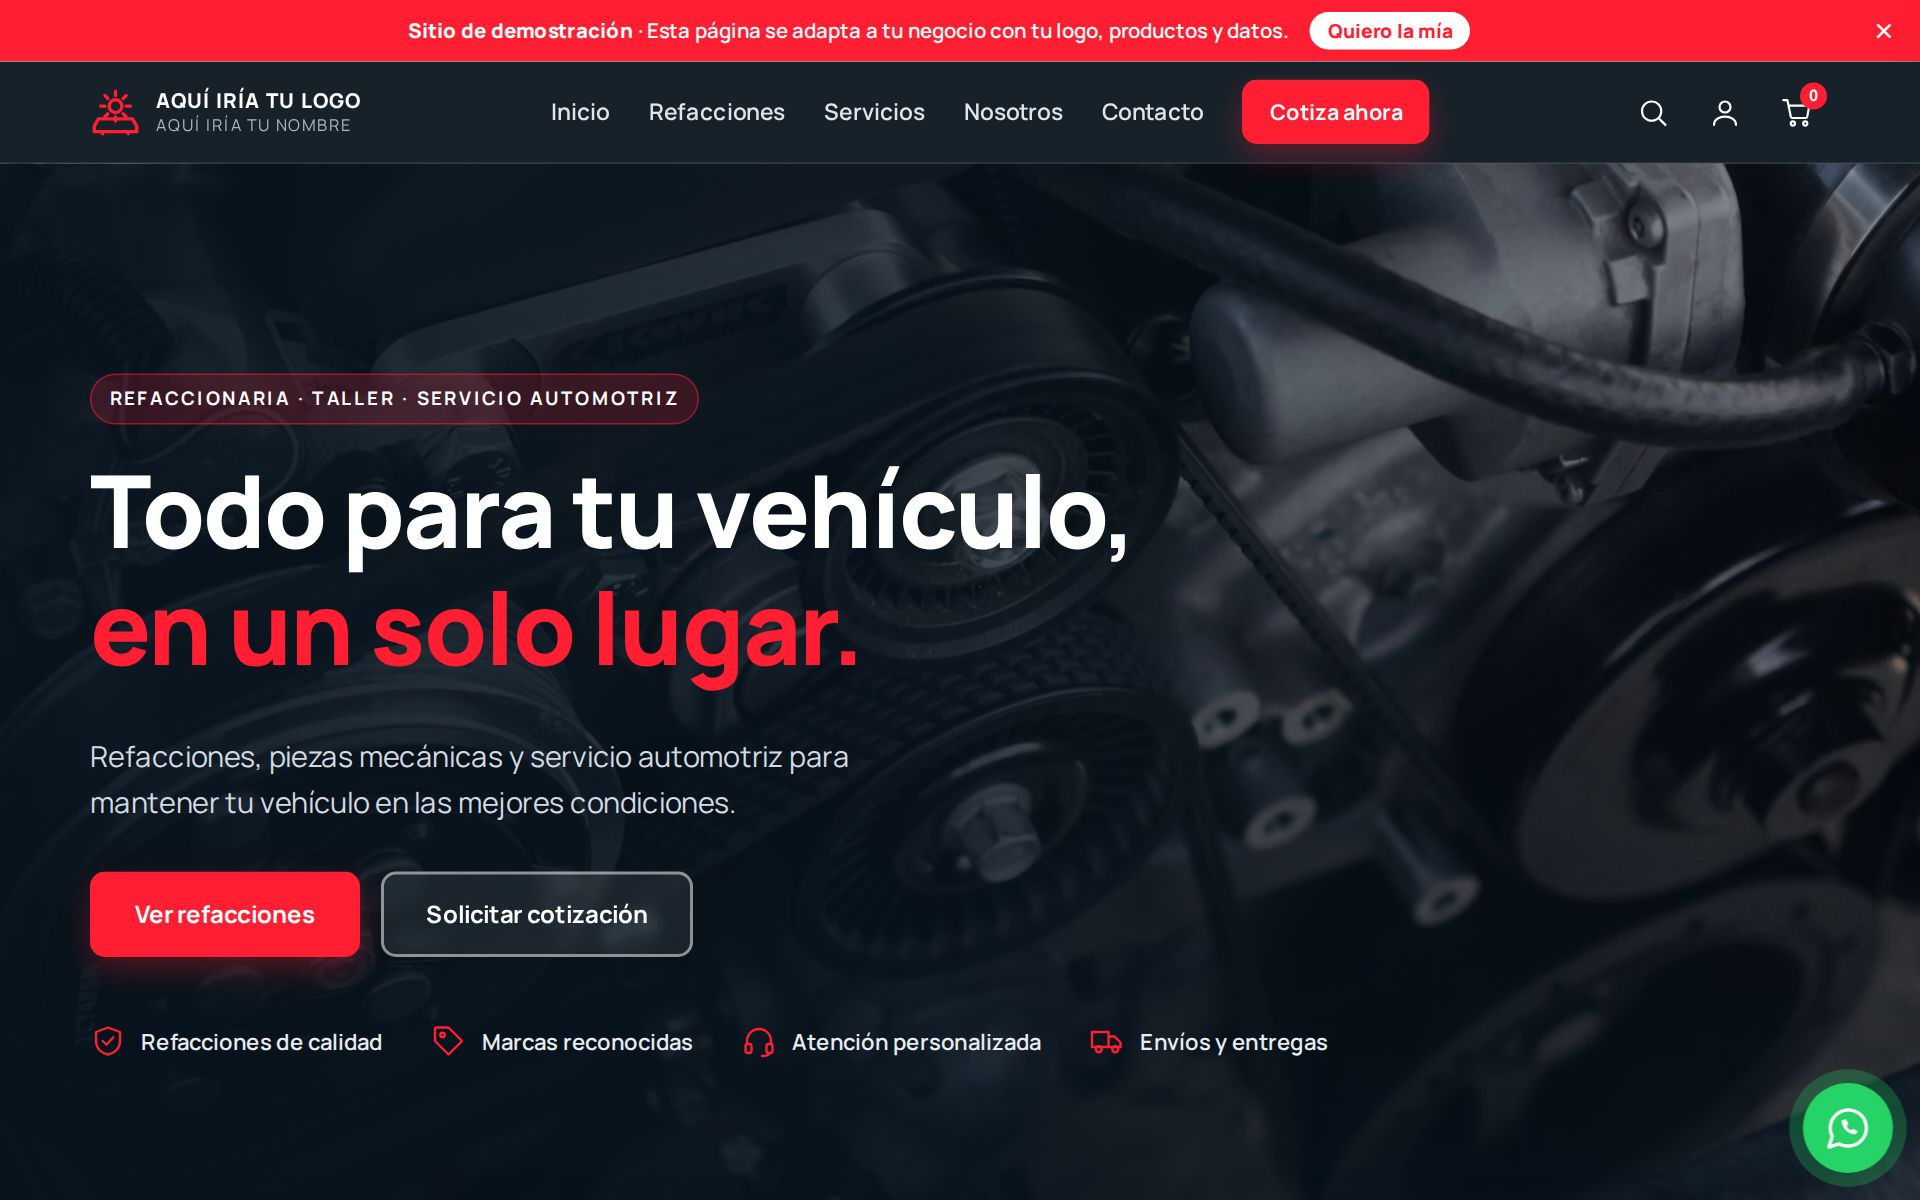 Sitio de demostración · Esta página se adapta a tu negocio con tu logo, productos y datos. Quiero la mía
AQUÍ IRÍA TU LOGO
AQUÍ IRÍA TU NOMBRE
Inicio Refacciones Servicios Nosotros Contacto Cotiza ahora
0
REFACCIONARIA · TALLER · SERVICIO AUTOMOTRIZ
Todo para tu vehículo,
en un solo lugar.
Refacciones, piezas mecánicas y servicio automotriz para
mantener tu vehículo en las mejores condiciones.
Ver refacciones Solicitar cotización
Refacciones de calidad Marcas reconocidas Atención personalizada Envíos y entregas